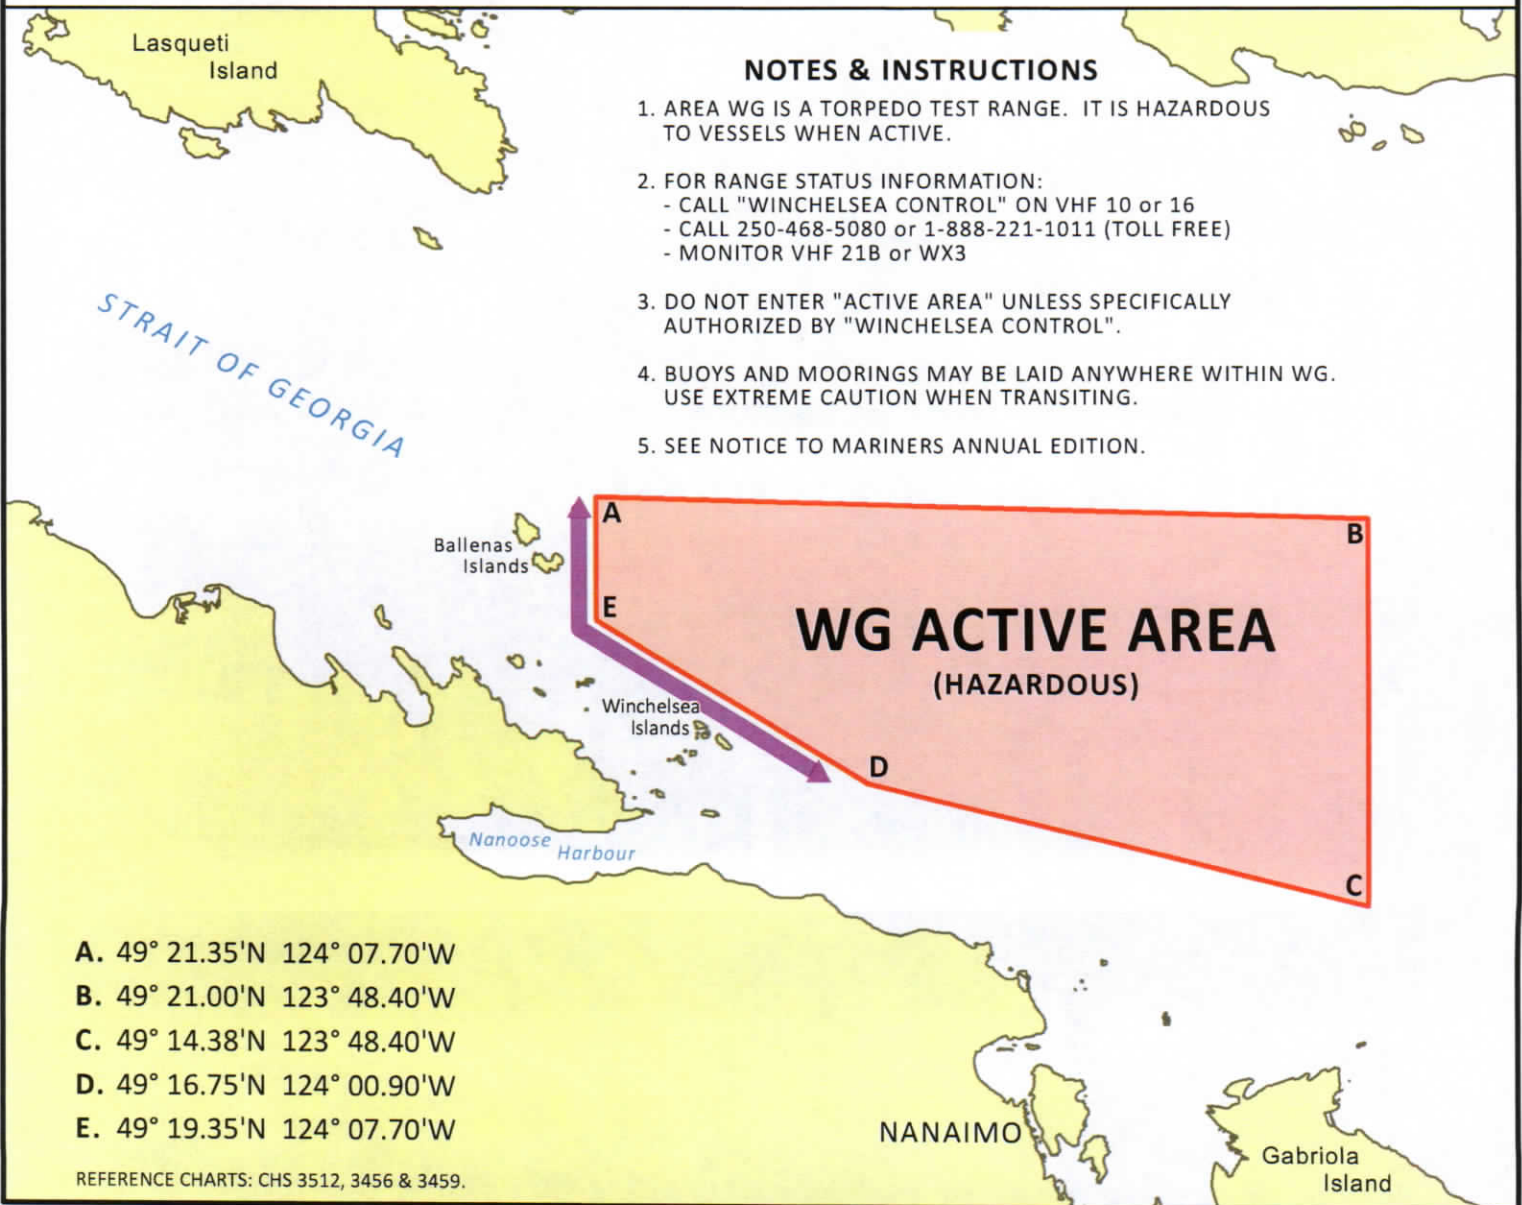 Lasqueti
Island
NOTES & INSTRUCTIONS
1. AREA WG IS A TORPEDO TEST RANGE. IT IS HAZARDOUS
TO VESSELS WHEN ACTIVE.
2. FOR RANGE STATUS INFORMATION:
- CALL "WINCHELSEA CONTROL" ON VHF 10 or 16
- CALL 250-468-5080 or 1-888-221-1011 (TOLL FREE)
- MONITOR VHF 21B or WX3
3. DO NOT ENTER "ACTIVE AREA" UNLESS SPECIFICALLY
AUTHORIZED BY "WINCHELSEA CONTROL".
4. BUOYS AND MOORINGS MAY BE LAID ANYWHERE WITHIN WG.
USE EXTREME CAUTION WHEN TRANSITING.
5. SEE NOTICE TO MARINERS ANNUAL EDITION.
STRAIT OF GEORGIA
A
B
Ballenas
Islands
E
WG ACTIVE AREA
(HAZARDOUS)
Winchelsea
Islands
D
C
Nanoose Harbour
A. 49° 21.35'N 124° 07.70'W
B. 49° 21.00'N 123° 48.40'W
C. 49° 14.38'N 123° 48.40'W
D. 49° 16.75'N 124° 00.90'W
E. 49° 19.35'N 124° 07.70'W
REFERENCE CHARTS: CHS 3512, 3456 & 3459.
NANAIMO
Gabriola
Island